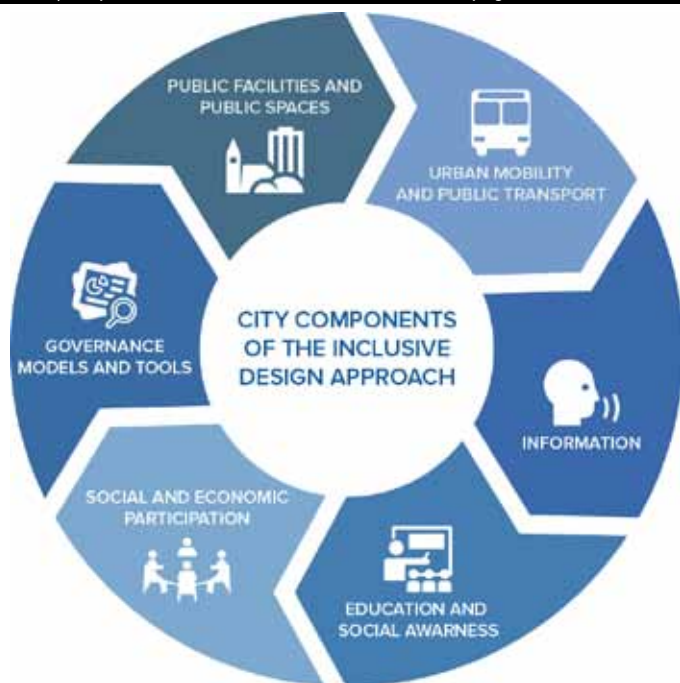 PUBLIC FACILITIES AND
PUBLIC SPACES
URBAN MOBILITY
AND PUBLIC TRANSPORT
INFORMATION
EDUCATION AND
SOCIAL AWARNESS
SOCIAL AND ECONOMIC
PARTICIPATION
GOVERNANCE
MODELS AND TOOLS
CITY COMPONENTS
OF THE INCLUSIVE
DESIGN APPROACH